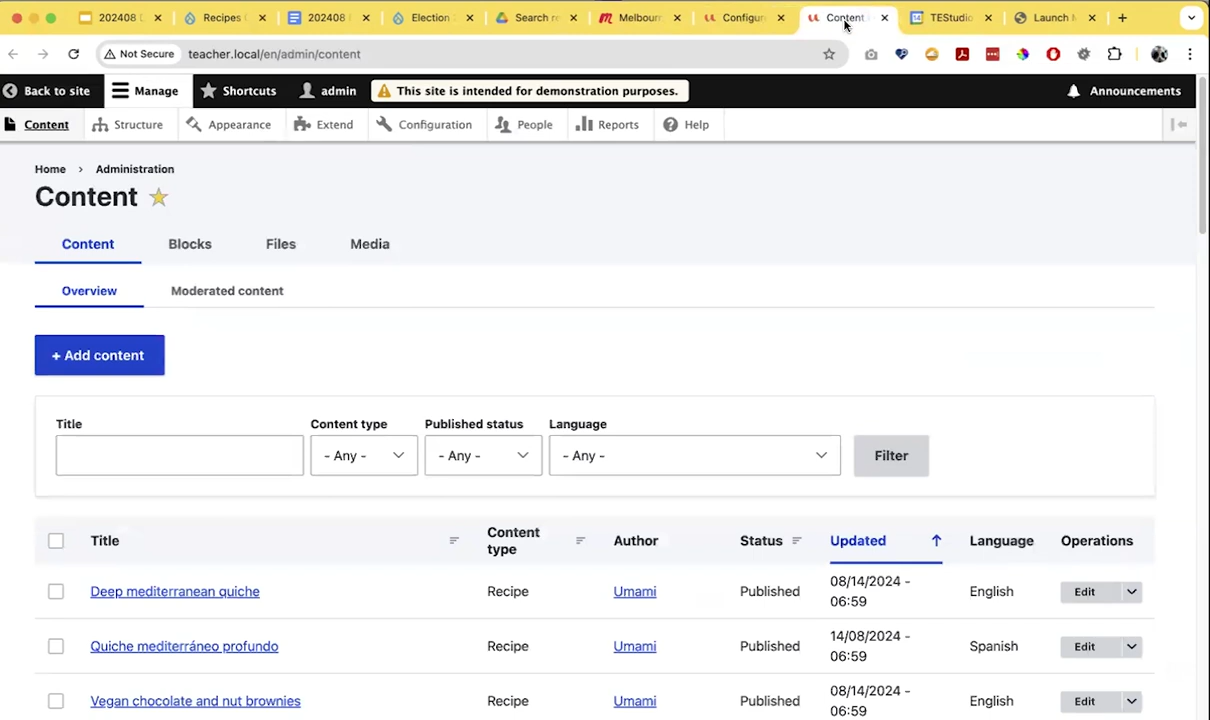 202408
Recipes
202408
Election
Search re
Melbour
Configur
Content
TEStudio
Launch
Not Secure
teacher.local/en/admin/content
Back to site
Manage
Shortcuts
admin
This site is intended for demonstration purposes.
Announcements
Content
Structure
Appearance
Extend
Configuration
People
Reports
Help
Home › Administration
Content
Content
Blocks
Files
Media
Overview
Moderated content
+ Add content
Title
Content type
Published status
Language
- Any -
- Any -
- Any -
Filter
Title
Content
type
Author
Status
Updated
Language
Operations
Deep mediterranean quiche
Recipe
Umami
Published
08/14/2024 -
06:59
English
Edit
Quiche mediterráneo profundo
Recipe
Umami
Published
14/08/2024 -
06:59
Spanish
Edit
Vegan chocolate and nut brownies
Recipe
Umami
Published
08/14/2024 -
06:59
English
Edit